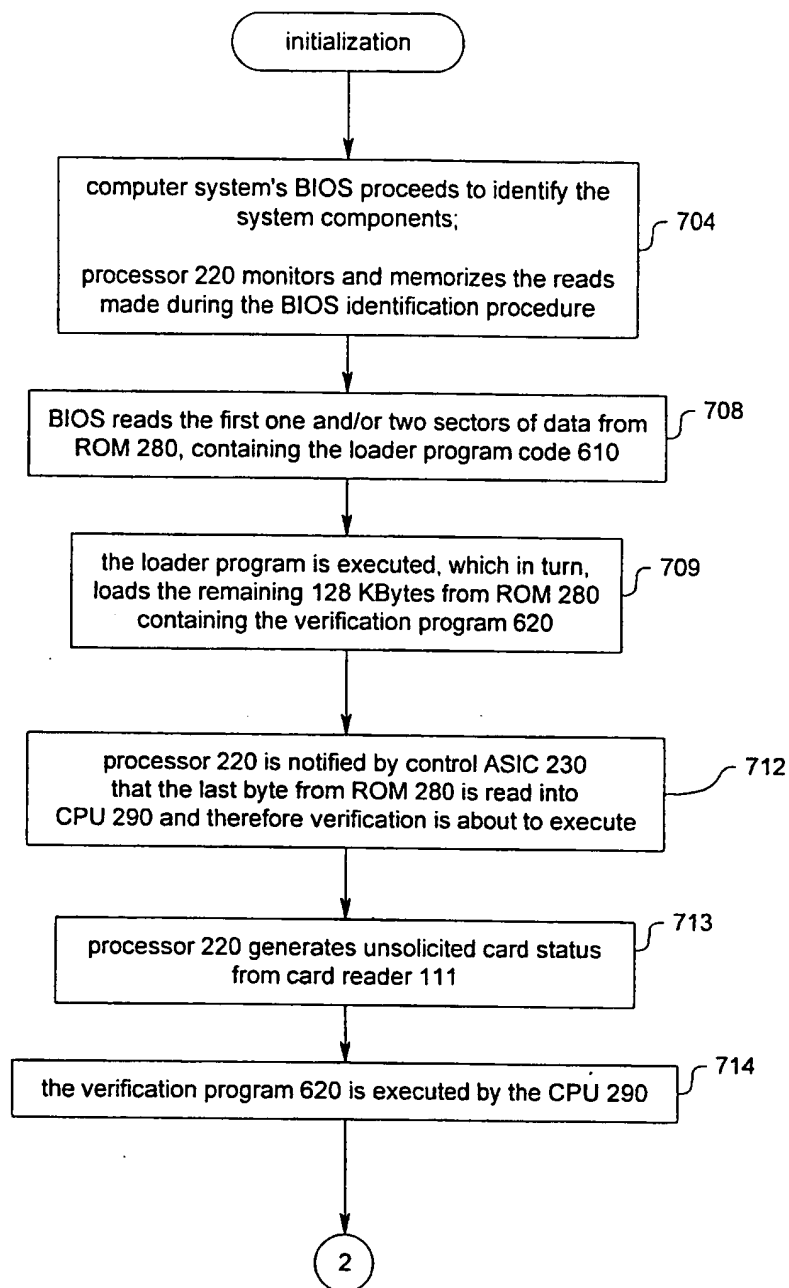 initialization
computer system's BIOS proceeds to identify the
system components;
processor 220 monitors and memorizes the reads
made during the BIOS identification procedure
704
BIOS reads the first one and/or two sectors of data from
ROM 280, containing the loader program code 610
708
the loader program is executed, which in turn,
loads the remaining 128 KBytes from ROM 280
containing the verification program 620
709
processor 220 is notified by control ASIC 230
that the last byte from ROM 280 is read into
CPU 290 and therefore verification is about to execute
712
processor 220 generates unsolicited card status
from card reader 111
713
the verification program 620 is executed by the CPU 290
714
2